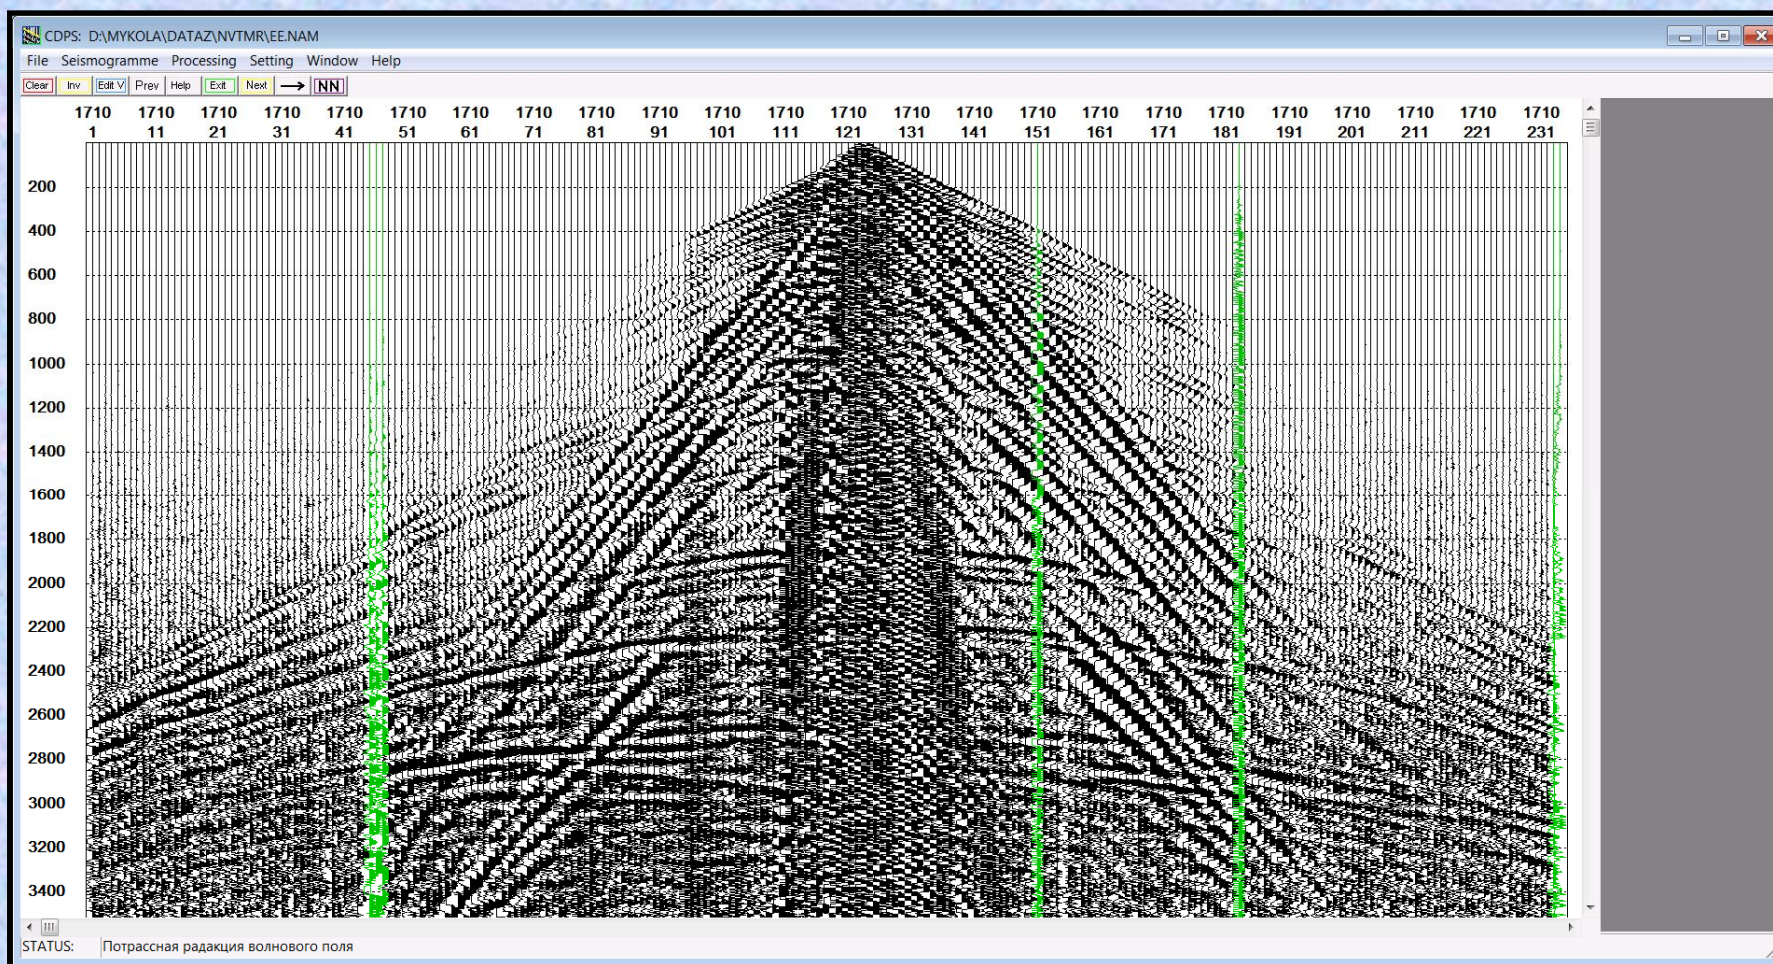 CDPS: D:\MYKOLA\DATAZ\NVTMR\EE.NAM
File Seismogramme Processing Setting Window Help
Clear Inv Edit V Prev Help Exit Next NN
1710 1710 1710 1710 1710 1710 1710 1710 1710 1710 1710 1710 1710 1710 1710 1710 1710 1710 1710 1710 1710 1710 1710 1710
1 11 21 31 41 51 61 71 81 91 101 111 121 131 141 151 161 171 181 191 201 211 221 231
200
400
600
800
1000
1200
1400
1600
1800
2000
2200
2400
2600
2800
3000
3200
3400
STATUS: Потрассная радакция волнового поля